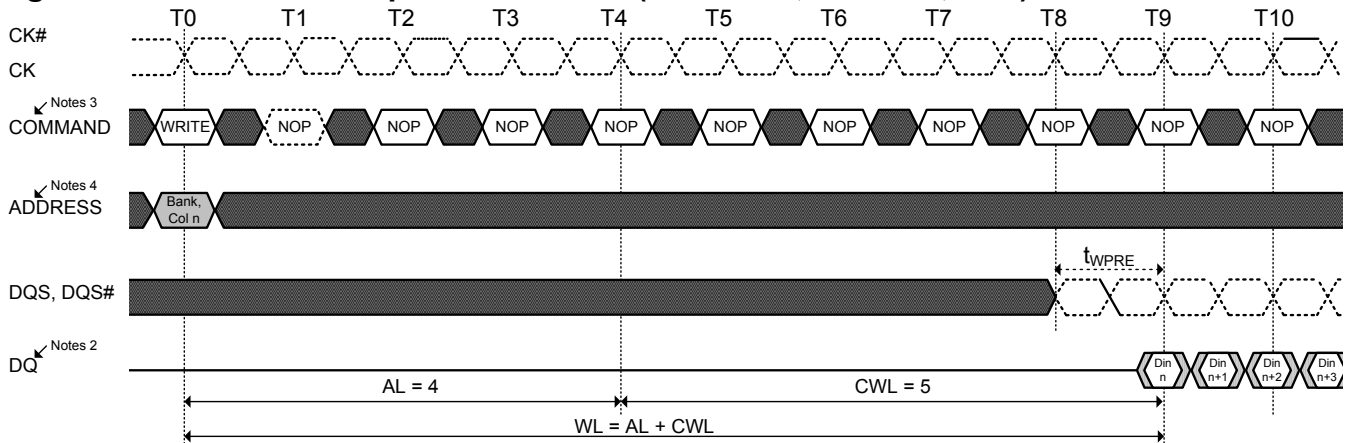 T0 T1 T2 T3 T4 T5 T6 T7 T8 T9 T10
CK#
CK
Notes 3
COMMAND WRITE NOP NOP NOP NOP NOP NOP NOP NOP NOP NOP
Notes 4
ADDRESS Bank, Col n
tWPRE
DQS, DQS#
Notes 2
DQ Din n Din n+1 Din n+2 Din n+3
AL = 4 CWL = 5
WL = AL + CWL